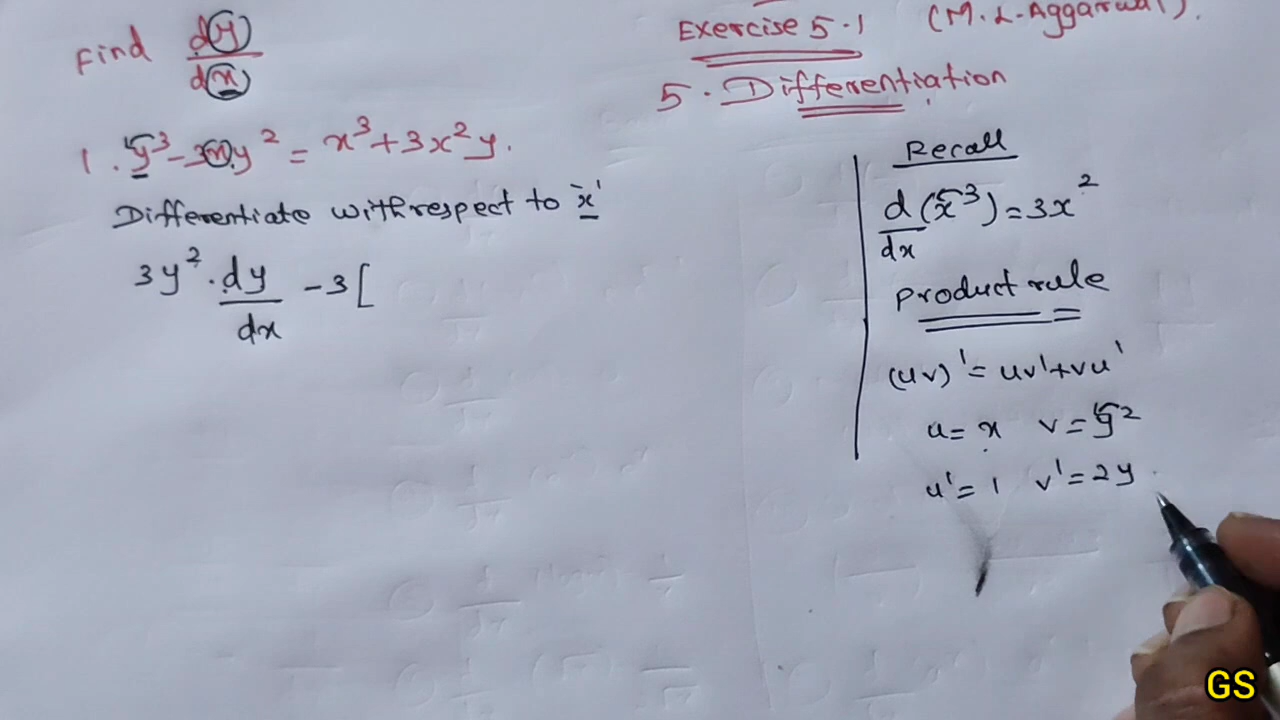 Find dy/dx
Exercise 5.1 (M.L.Aggarwal).
5. Differentiation
1. y³-3xy² = x³+3x²y.
Differentiate with respect to 'x'
3y². dy/dx -3[
Recall
d/dx (x³)=3x²
Product rule
(uv)'= uv'+vu'
u= x v= y²
u'= 1 v'= 2y.
GS